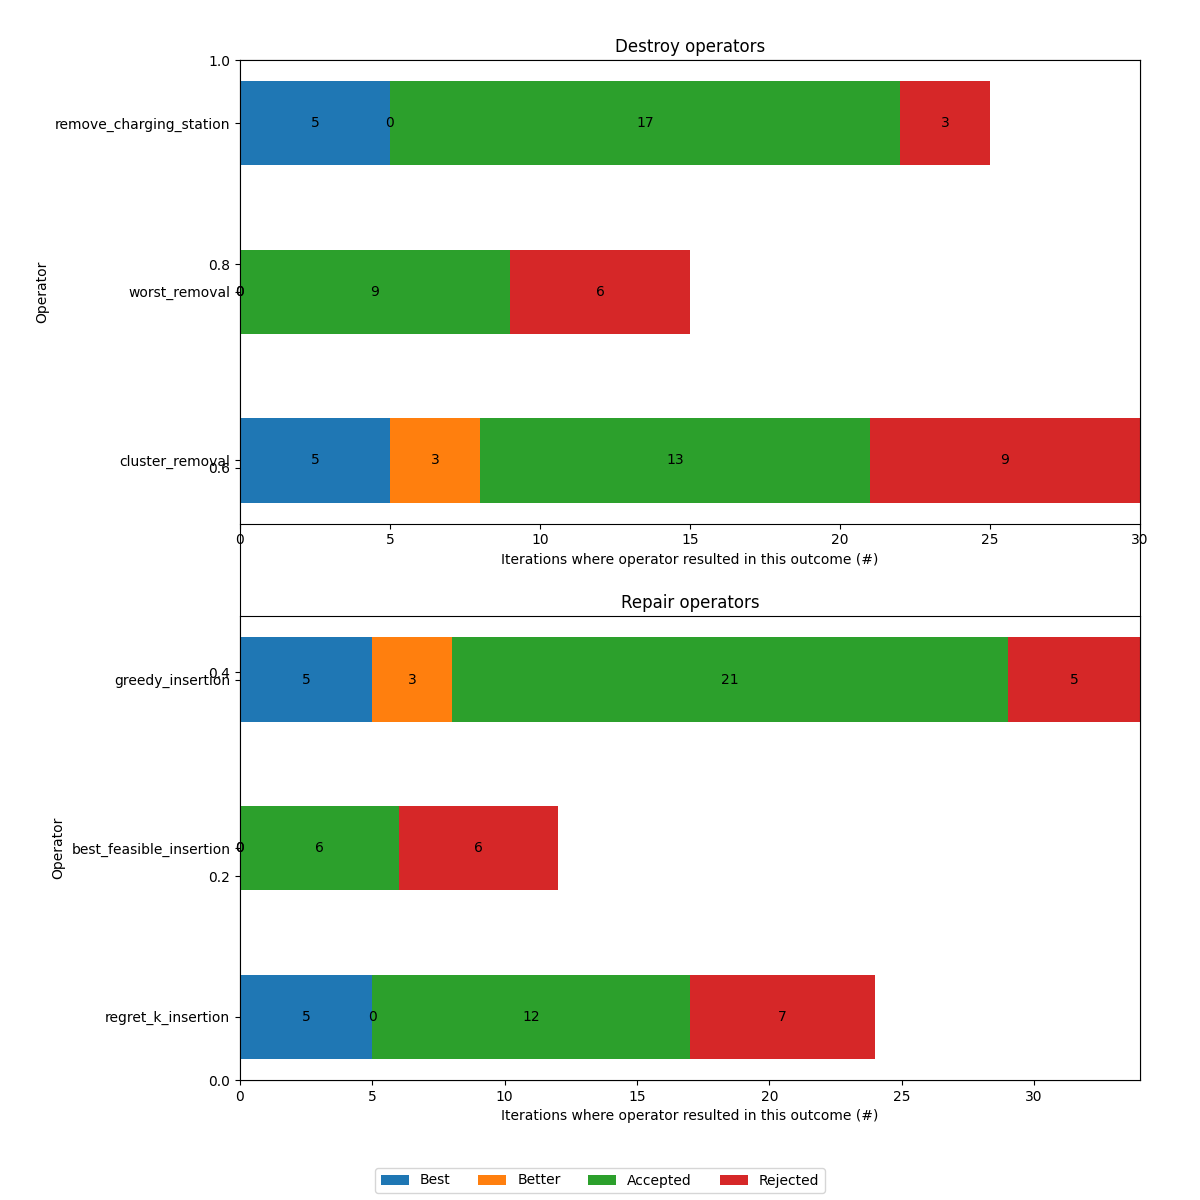 Destroy operators
1.0
remove_charging_station
5 0 17 3
0.8
Operator
worst_removal
0 9 6
cluster_removal
5 3 13 9
0.6
0 5 10 15 20 25 30
Iterations where operator resulted in this outcome (#)
Repair operators
0.4
greedy_insertion
5 3 21 5
Operator
best_feasible_insertion
0 6 6
0.2
regret_k_insertion
5 0 12 7
0.0
0 5 10 15 20 25 30
Iterations where operator resulted in this outcome (#)
Best Better Accepted Rejected